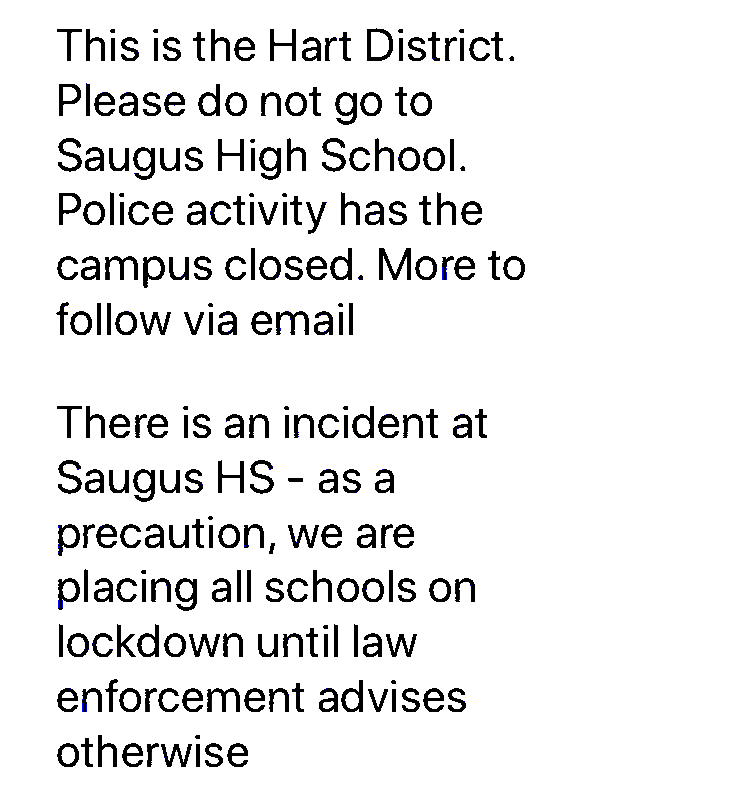 This is the Hart District.
Please do not go to
Saugus High School.
Police activity has the
campus closed. More to
follow via email
There is an incident at
Saugus HS - as a
precaution, we are
placing all schools on
lockdown until law
enforcement advises
otherwise